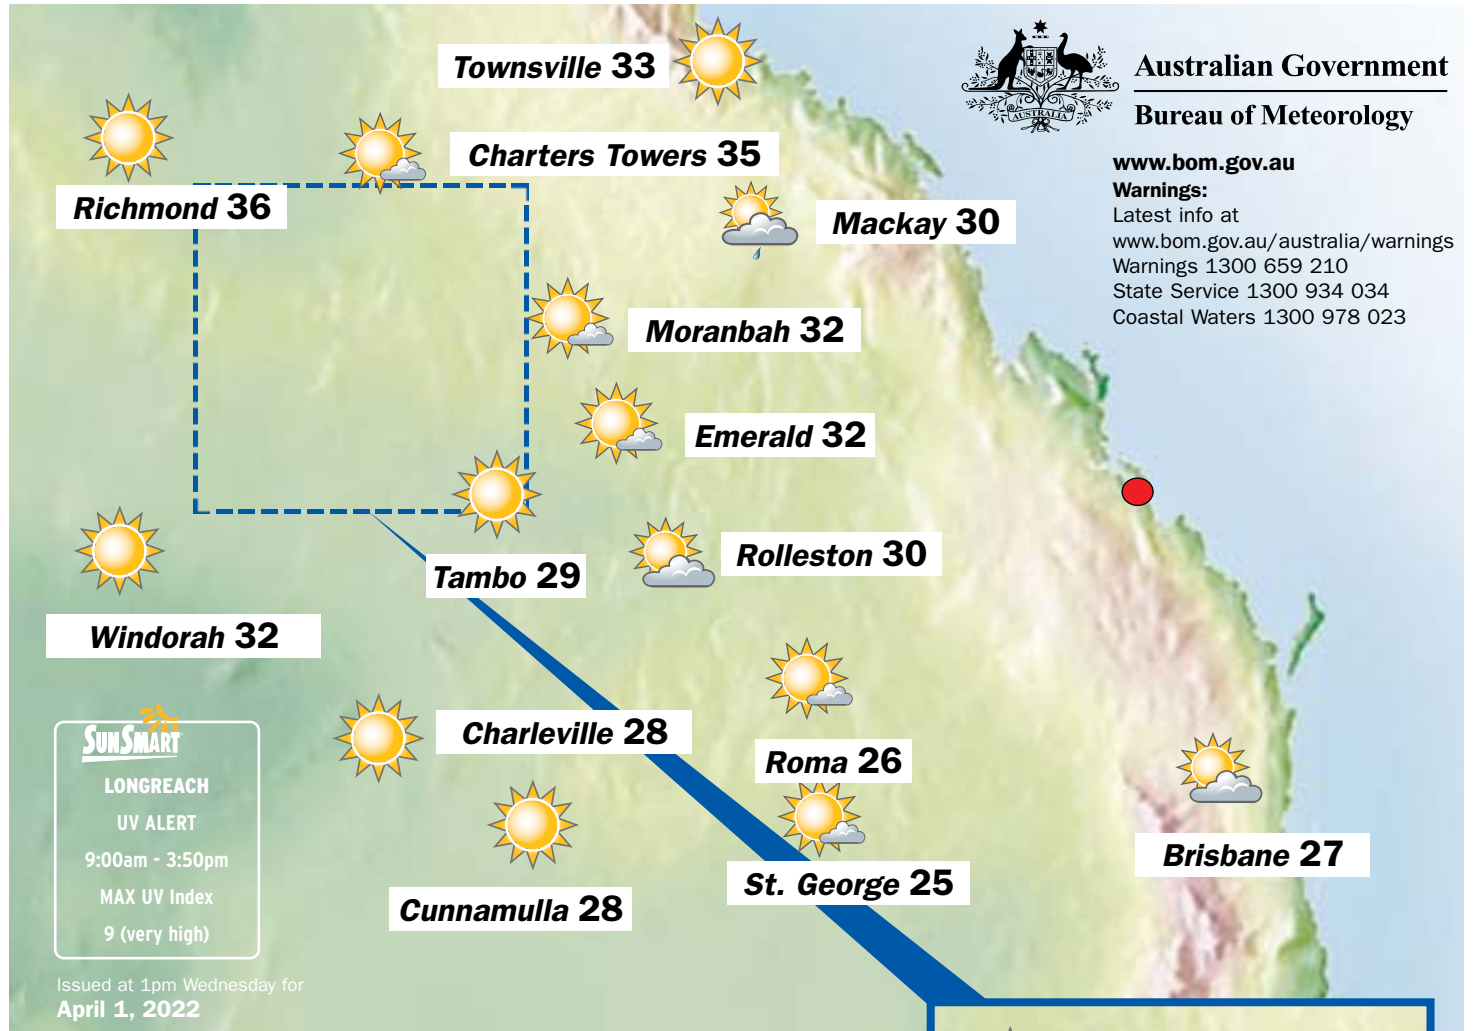 Townsville 33
AUSTRALIA
Australian Government
Bureau of Meteorology
Charters Towers 35
www.bom.gov.au
Warnings:
Latest info at
www.bom.gov.au/australia/warnings
Warnings 1300 659 210
State Service 1300 934 034
Coastal Waters 1300 978 023
Richmond 36
Mackay 30
Moranbah 32
Emerald 32
Rolleston 30
Tambo 29
Windorah 32
Charleville 28
Roma 26
Brisbane 27
St. George 25
Cunnamulla 28
SUNSMART
LONGREACH
UV ALERT
9:00am - 3:50pm
MAX UV Index
9 (very high)
Issued at 1pm Wednesday for
April 1, 2022